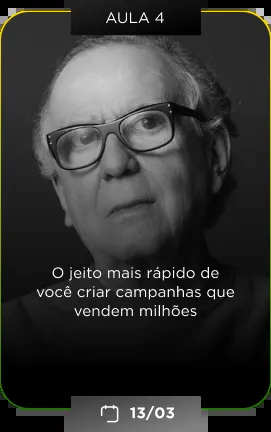 AULA 4
O jeito mais rápido de
você criar campanhas que
vendem milhões
13/03